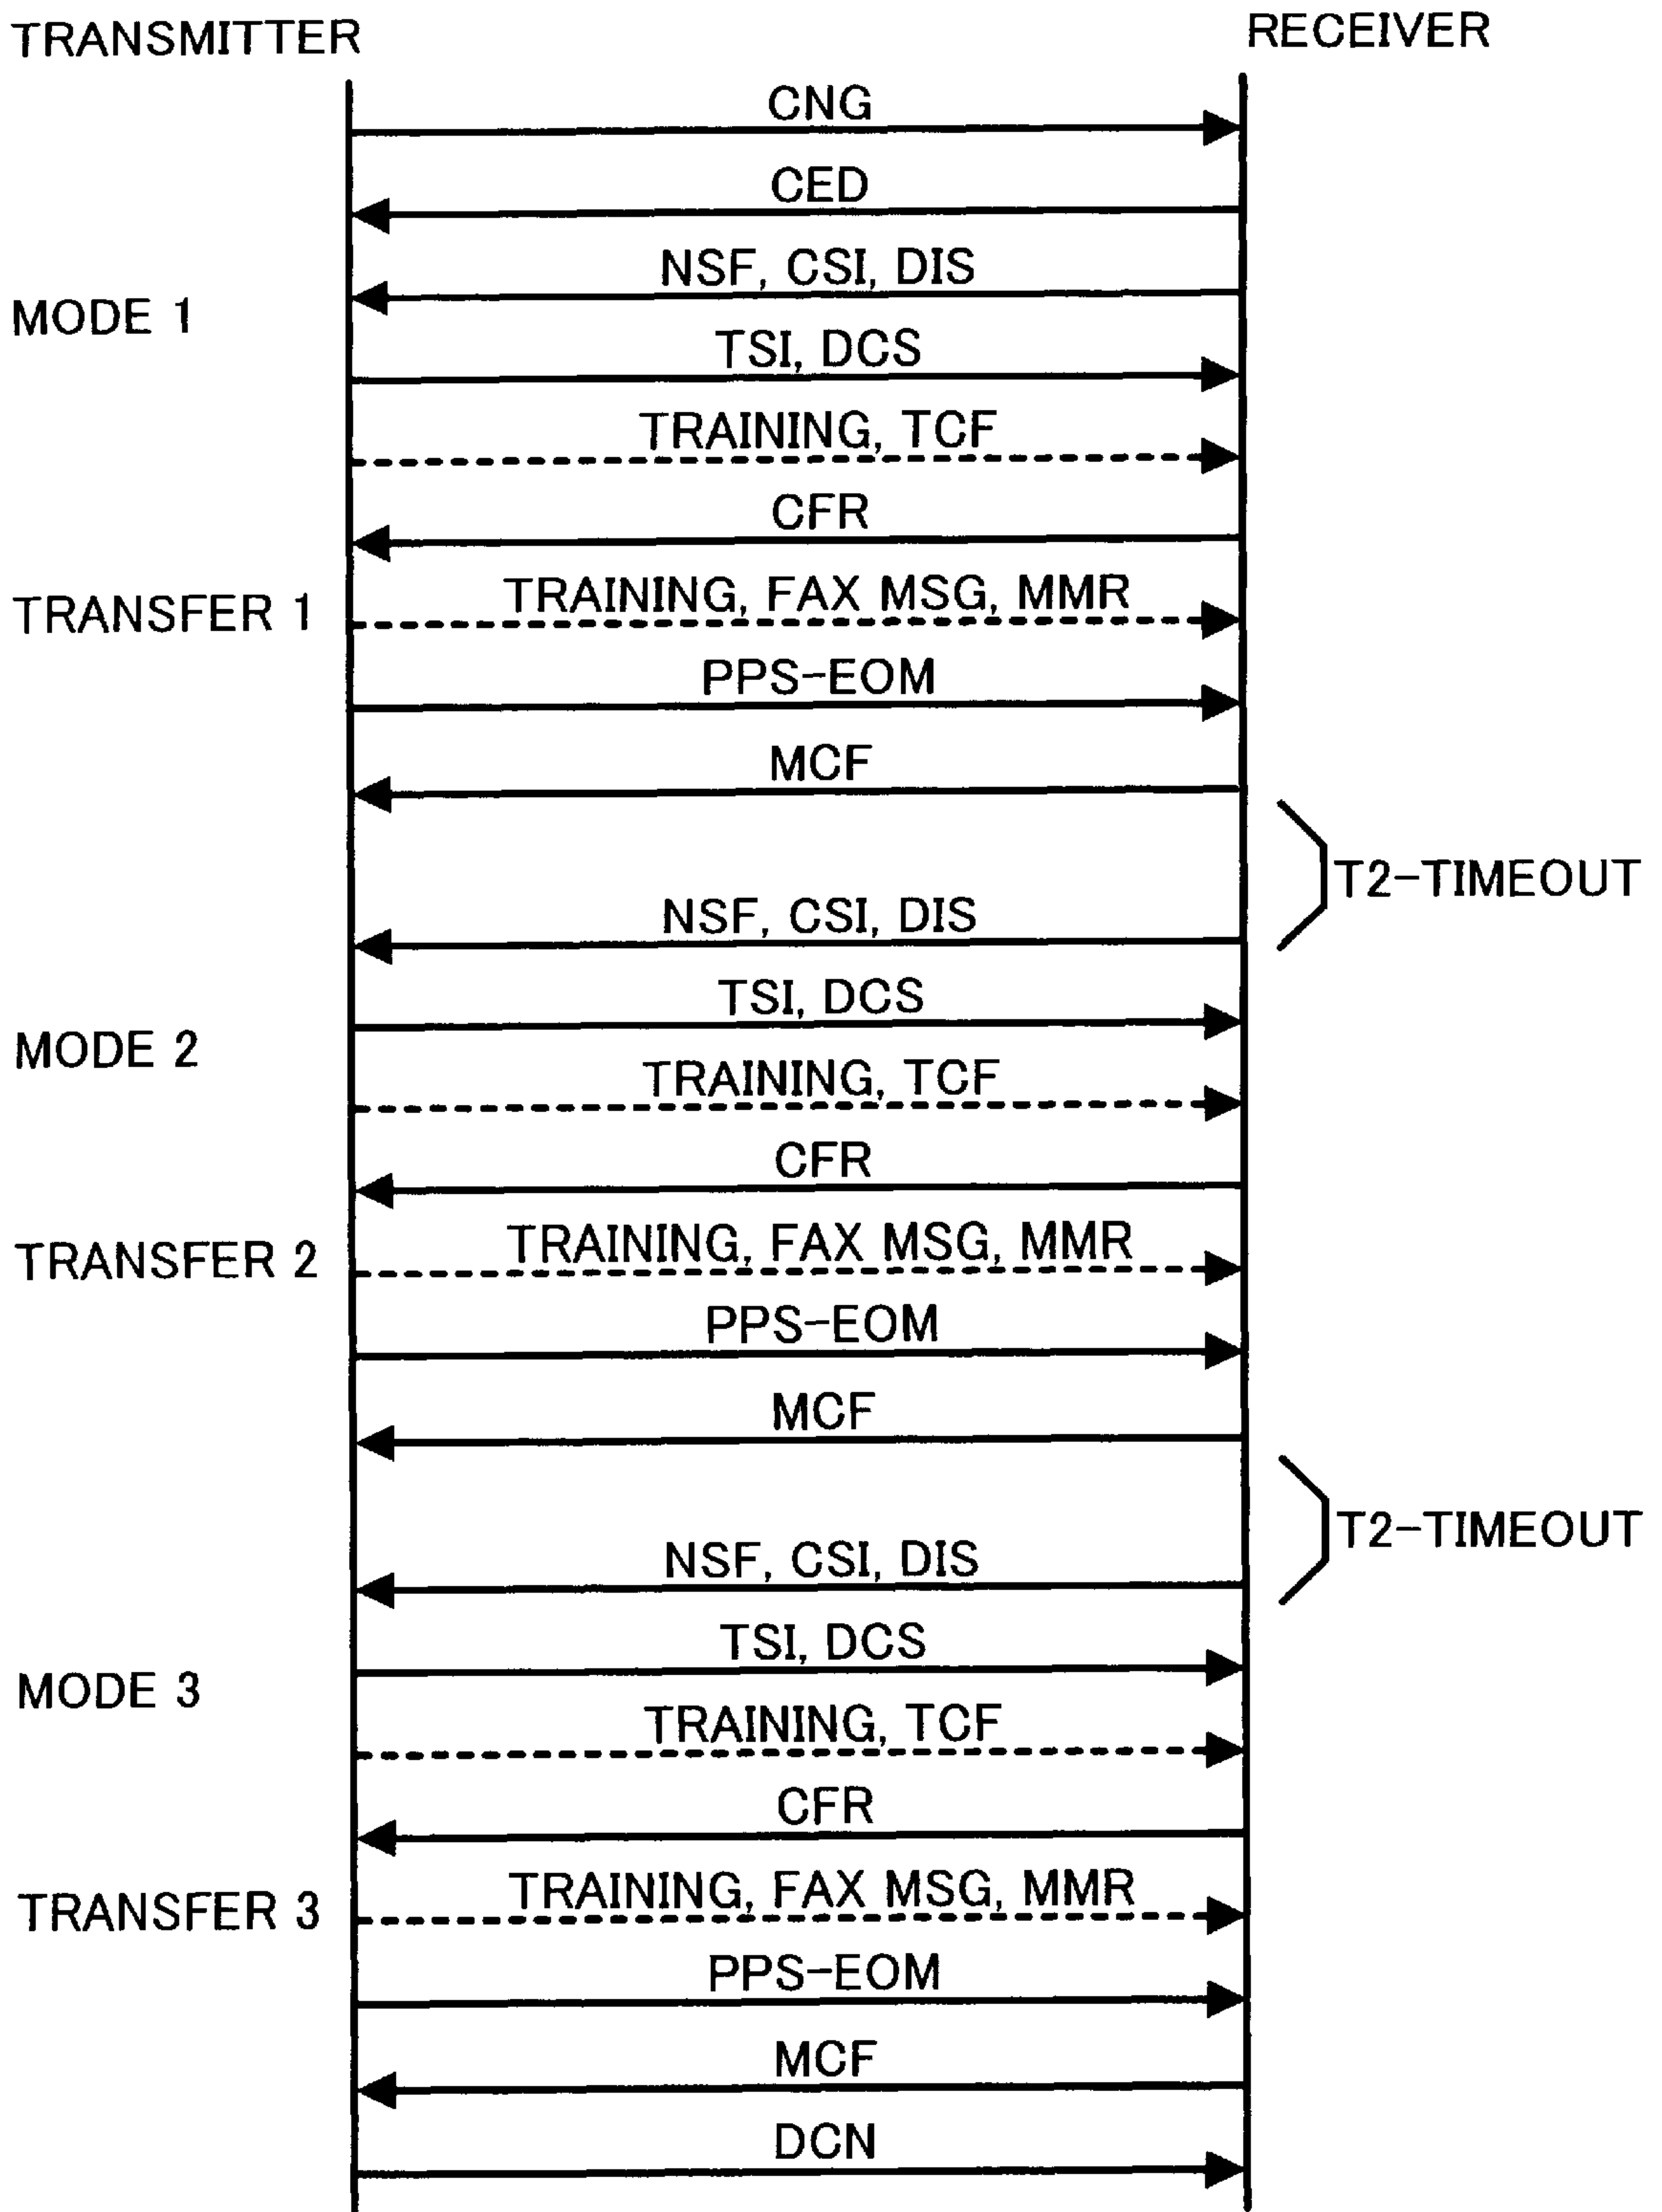 TRANSMITTER
RECEIVER
CNG
CED
NSF, CSI, DIS
MODE 1
TSI, DCS
TRAINING, TCF
CFR
TRANSFER 1
TRAINING, FAX MSG, MMR
PPS-EOM
MCF
T2-TIMEOUT
NSF, CSI, DIS
TSI, DCS
MODE 2
TRAINING, TCF
CFR
TRANSFER 2
TRAINING, FAX MSG, MMR
PPS-EOM
MCF
T2-TIMEOUT
NSF, CSI, DIS
TSI, DCS
MODE 3
TRAINING, TCF
CFR
TRANSFER 3
TRAINING, FAX MSG, MMR
PPS-EOM
MCF
DCN